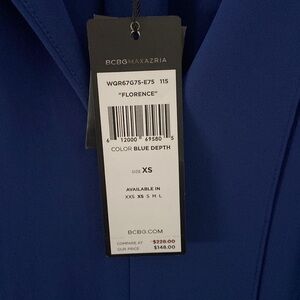 BCBGMAXAZRIA
WQR67G75-E75 115
"FLORENCE"
6 12000 69580 5
COLOR BLUE DEPTH
SIZE XS
AVAILABLE IN
XXS XS S M L
BCBG.COM
COMPARE AT $228.00
OUR PRICE $148.00